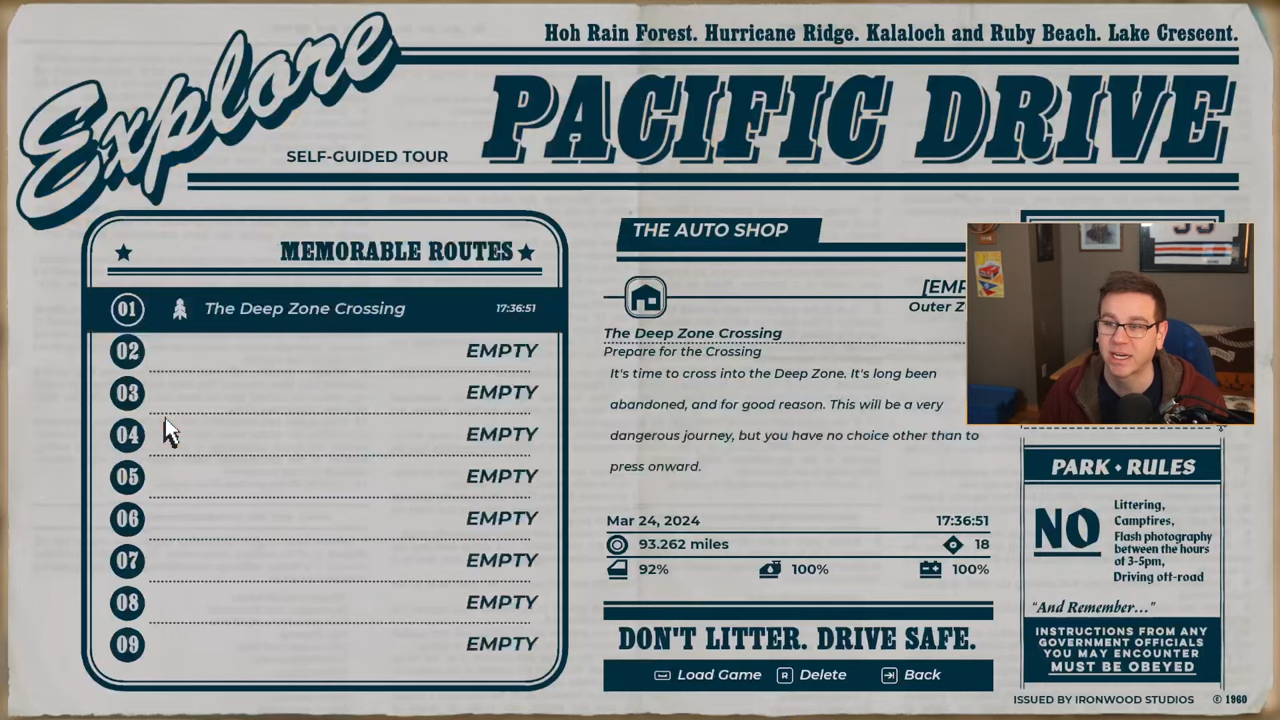 Explore
SELF-GUIDED TOUR
Hoh Rain Forest. Hurricane Ridge. Kalaloch and Ruby Beach. Lake Crescent.
PACIFIC DRIVE
MEMORABLE ROUTES
01 The Deep Zone Crossing 17:36:51
02 EMPTY
03 EMPTY
04 EMPTY
05 EMPTY
06 EMPTY
07 EMPTY
08 EMPTY
09 EMPTY
THE AUTO SHOP
[EMP
Outer Z
The Deep Zone Crossing
Prepare for the Crossing
It's time to cross into the Deep Zone. It's long been
abandoned, and for good reason. This will be a very
dangerous journey, but you have no choice other than to
press onward.
Mar 24, 2024 17:36:51
93.262 miles 18
92% 100% 100%
DON'T LITTER. DRIVE SAFE.
Load Game R Delete Back
PARK • RULES
NO
Littering,
Campfires,
Flash photography
between the hours
of 3-5pm,
Driving off-road
"And Remember..."
INSTRUCTIONS FROM ANY
GOVERNMENT OFFICIALS
YOU MAY ENCOUNTER
MUST BE OBEYED
ISSUED BY IRONWOOD STUDIOS © 1960